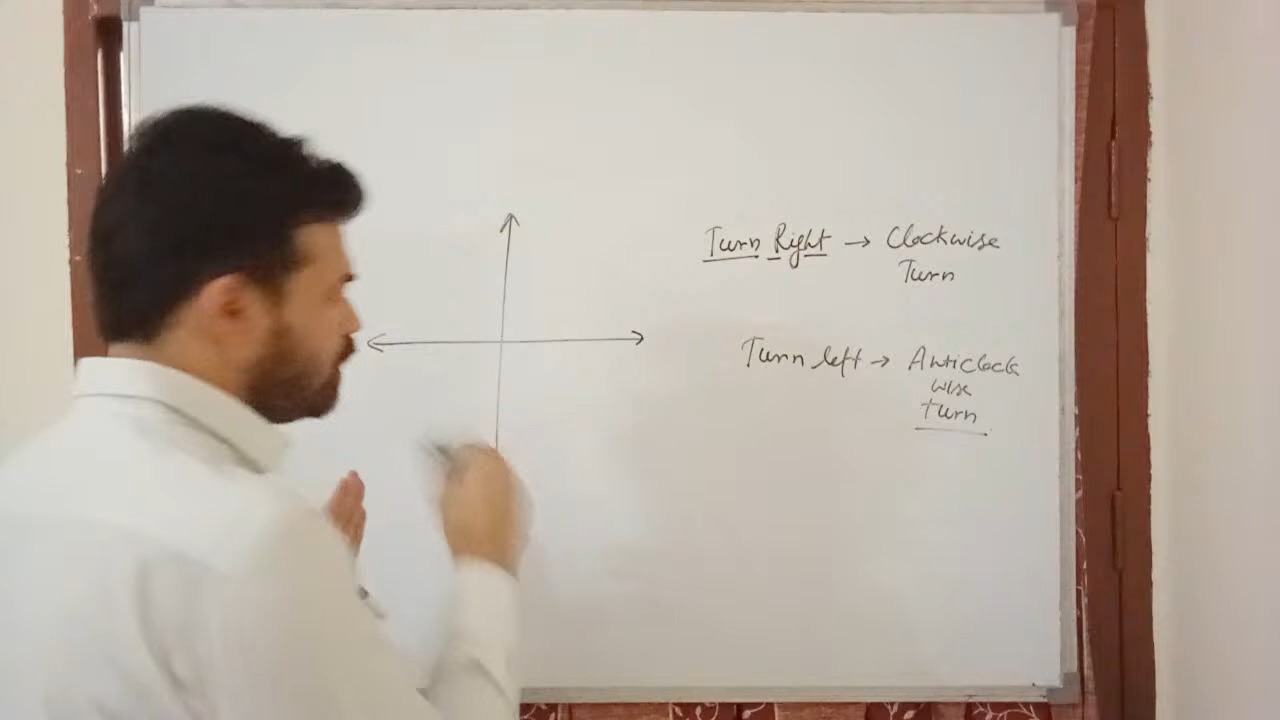 Turn Right → Clockwise
Turn
Turn left → Anticlock
wise
turn